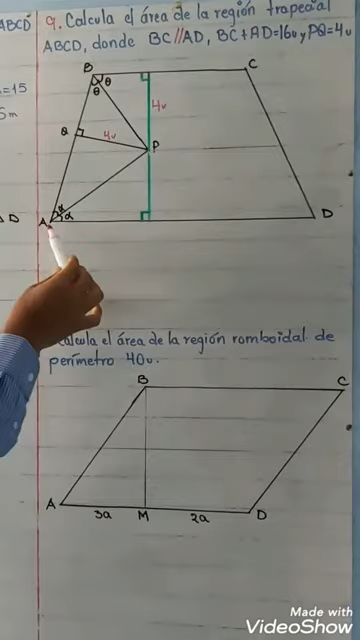 ABCD
9. Calcula el área de la región trapecial
ABCD, donde BC//AD, BC+AD=16u y PQ=4u
=15
5m
B
θ
θ
C
4u
Q
4u
P
A
α
α
D
D
Calcula el área de la región romboidal de
perímetro 40u.
B
C
A
3a
M
2a
D
Made with
VideoShow